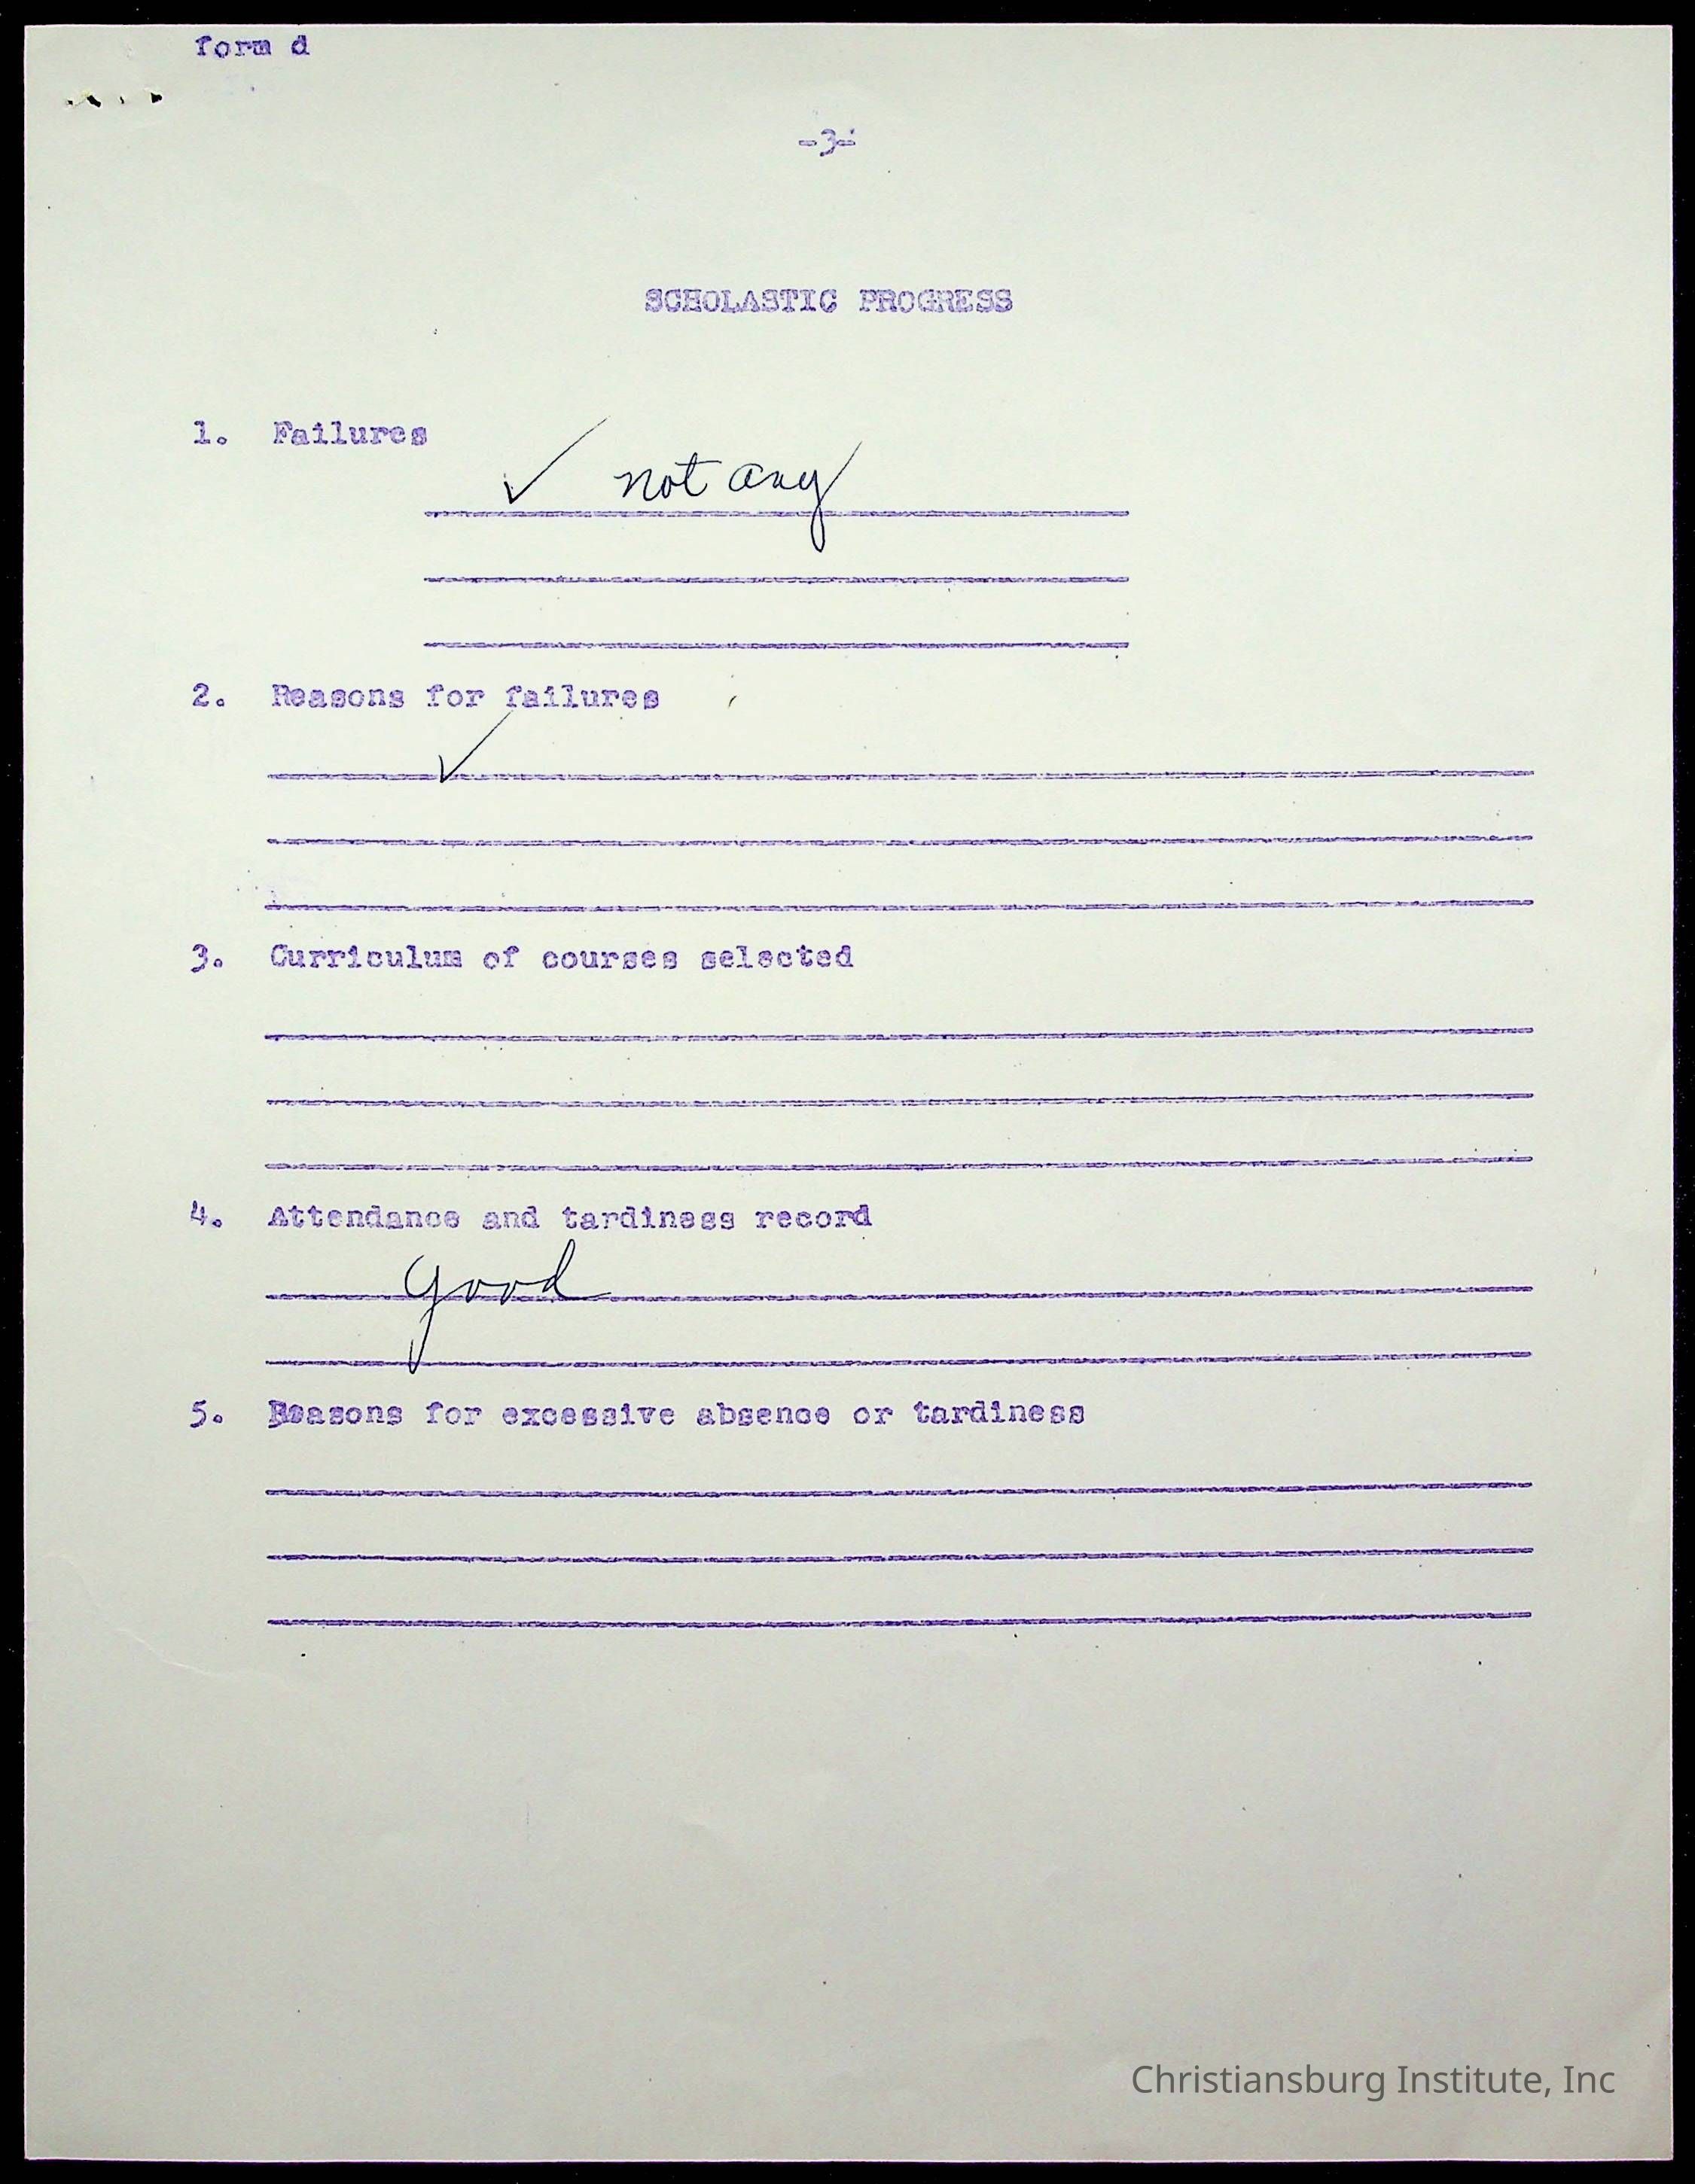 form d
-3-
SCHOLASTIC PROGRESS
1. Failures
✓ not any
2. Reasons for failures
✓
3. Curriculum of courses selected
4. Attendance and tardiness record
good
5. Reasons for excessive absence or tardiness
Christiansburg Institute, Inc